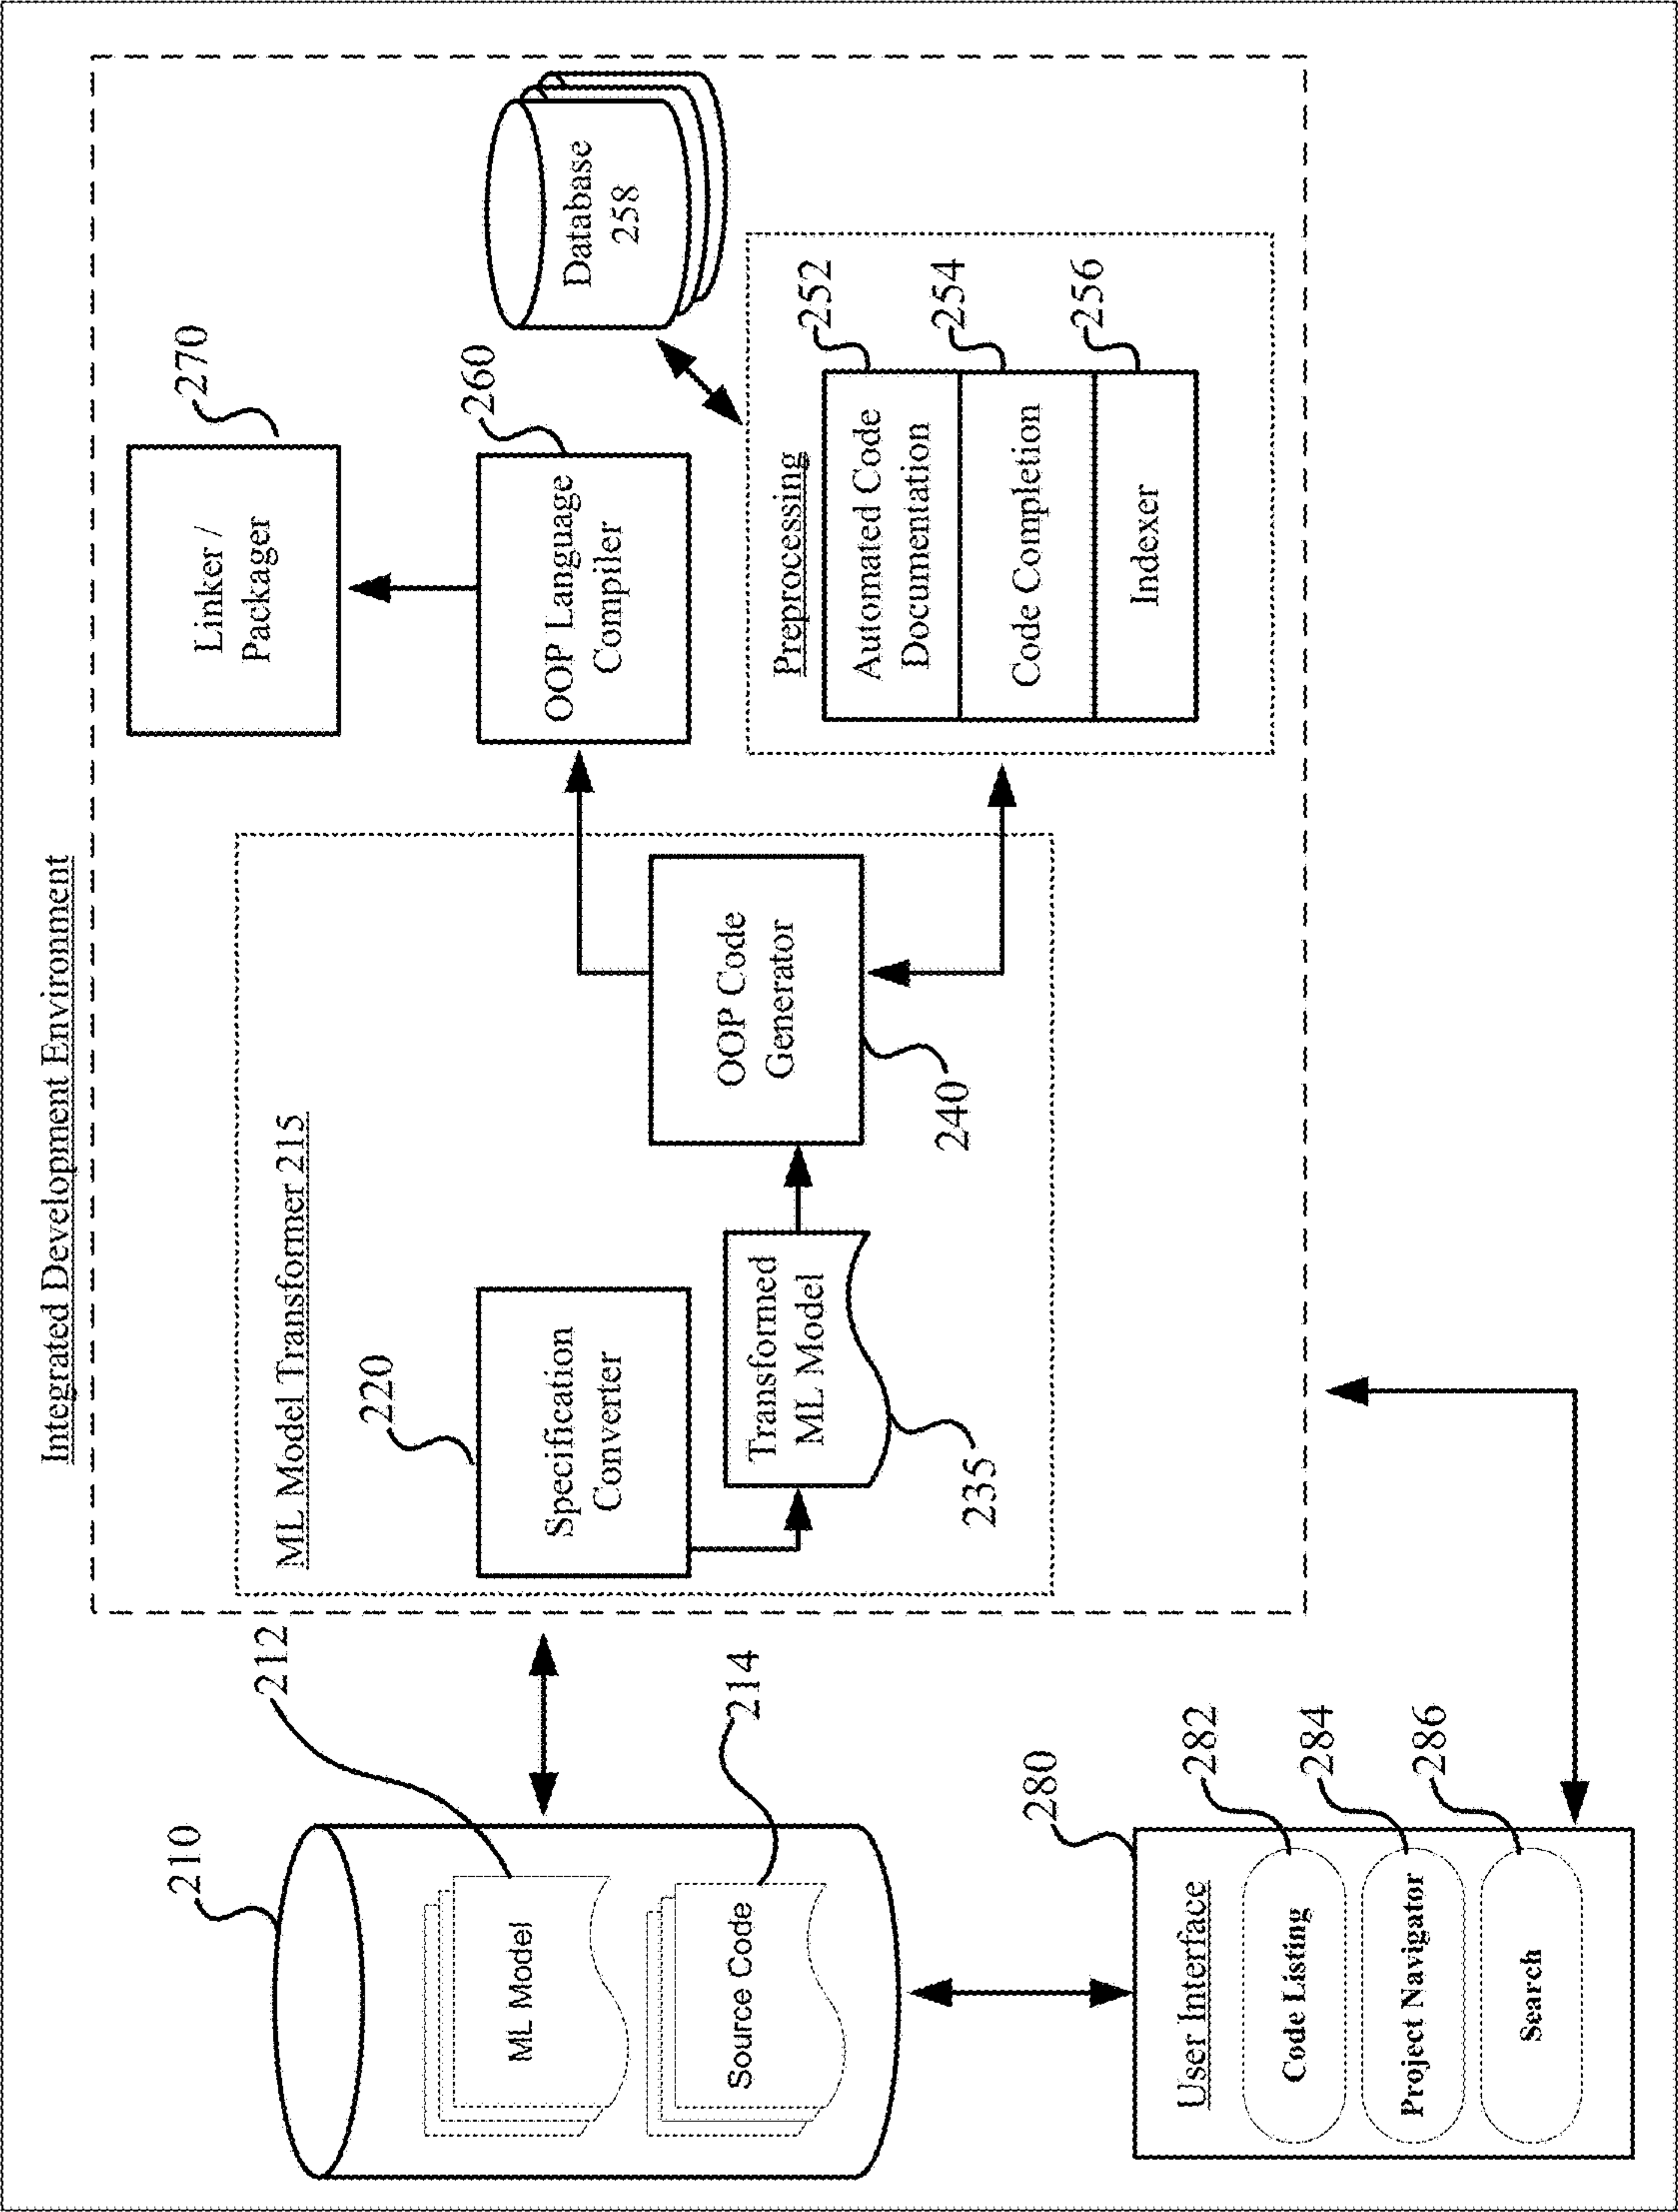 Integrated Development Environment
210
ML Model
212
Source Code
214
ML Model Transformer 215
220
Specification
Converter
Transformed
ML Model
235
OOP Code
Generator
240
Linker /
Packager
270
OOP Language
Compiler
260
Database
258
Preprocessing
Automated Code
Documentation
252
Code Completion
254
Indexer
256
280
User Interface
Code Listing
282
Project Navigator
284
Search
286